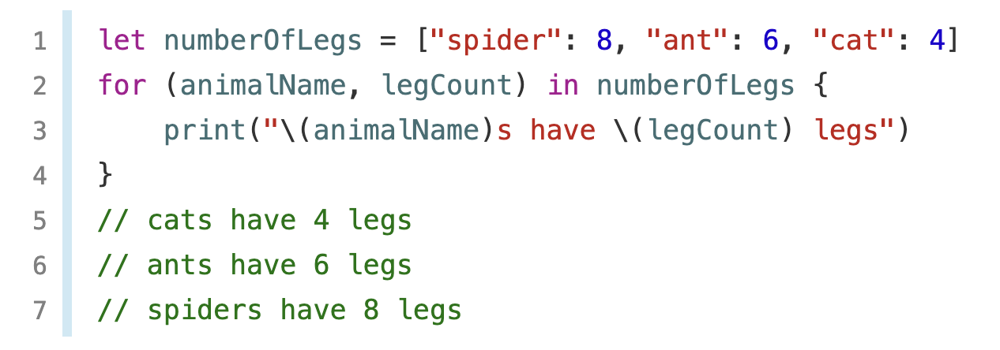 1 let numberOfLegs = ["spider": 8, "ant": 6, "cat": 4]
2 for (animalName, legCount) in numberOfLegs {
3     print("\(animalName)s have \(legCount) legs")
4 }
5 // cats have 4 legs
6 // ants have 6 legs
7 // spiders have 8 legs